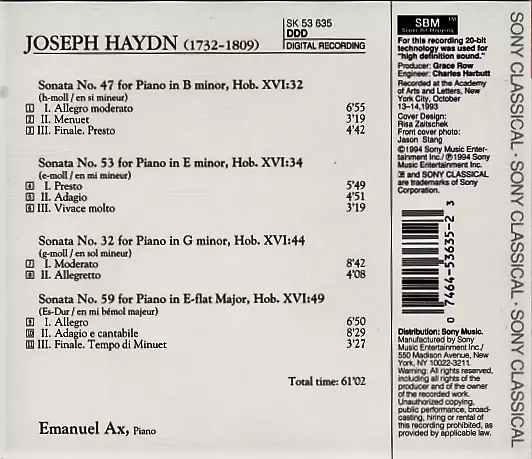 JOSEPH HAYDN (1732-1809)
SK 53 635
DDD
DIGITAL RECORDING
Sonata No. 47 for Piano in B minor, Hob. XVI:32
(h-moll / en si mineur)
1 I. Allegro moderato 6'55
2 II. Menuet 3'19
3 III. Finale. Presto 4'42
Sonata No. 53 for Piano in E minor, Hob. XVI:34
(e-moll / en mi mineur)
4 I. Presto 5'49
5 II. Adagio 4'51
6 III. Vivace molto 3'19
Sonata No. 32 for Piano in G minor, Hob. XVI:44
(g-moll / en sol mineur)
7 I. Moderato 8'42
8 II. Allegretto 4'08
Sonata No. 59 for Piano in E-flat Major, Hob. XVI:49
(Es-Dur / en mi bémol majeur)
9 I. Allegro 6'50
10 II. Adagio e cantabile 8'29
11 III. Finale. Tempo di Minuet 3'27
Total time: 61'02
Emanuel Ax, Piano
SBM TM
Super Bit Mapping
For this recording 20-bit
technology was used for
"high definition sound."
Producer: Grace Row
Engineer: Charles Harbutt
Recorded at the Academy
of Arts and Letters, New
York City, October
13–14,1993
Cover Design:
Risa Zaitschek
Front cover photo:
Jason Stang
©1994 Sony Music Enter-
tainment Inc./ ℗1994 Sony
Music Entertainment Inc.
and SONY CLASSICAL
are trademarks of Sony
Corporation.
0 7464-53635-2 3
Distribution: Sony Music.
Manufactured by Sony
Music Entertainment Inc./
550 Madison Avenue, New
York, NY 10022-3211.
Warning: All rights reserved,
including all rights of the
producer and of the owner
of the recorded work.
Unauthorized copying,
public performance, broad-
casting, hiring or rental of
this recording prohibited, as
provided by applicable law.
SONY CLASSICAL · SONY CLASSICAL · SONY CLASSICAL · SONY CLASSICAL